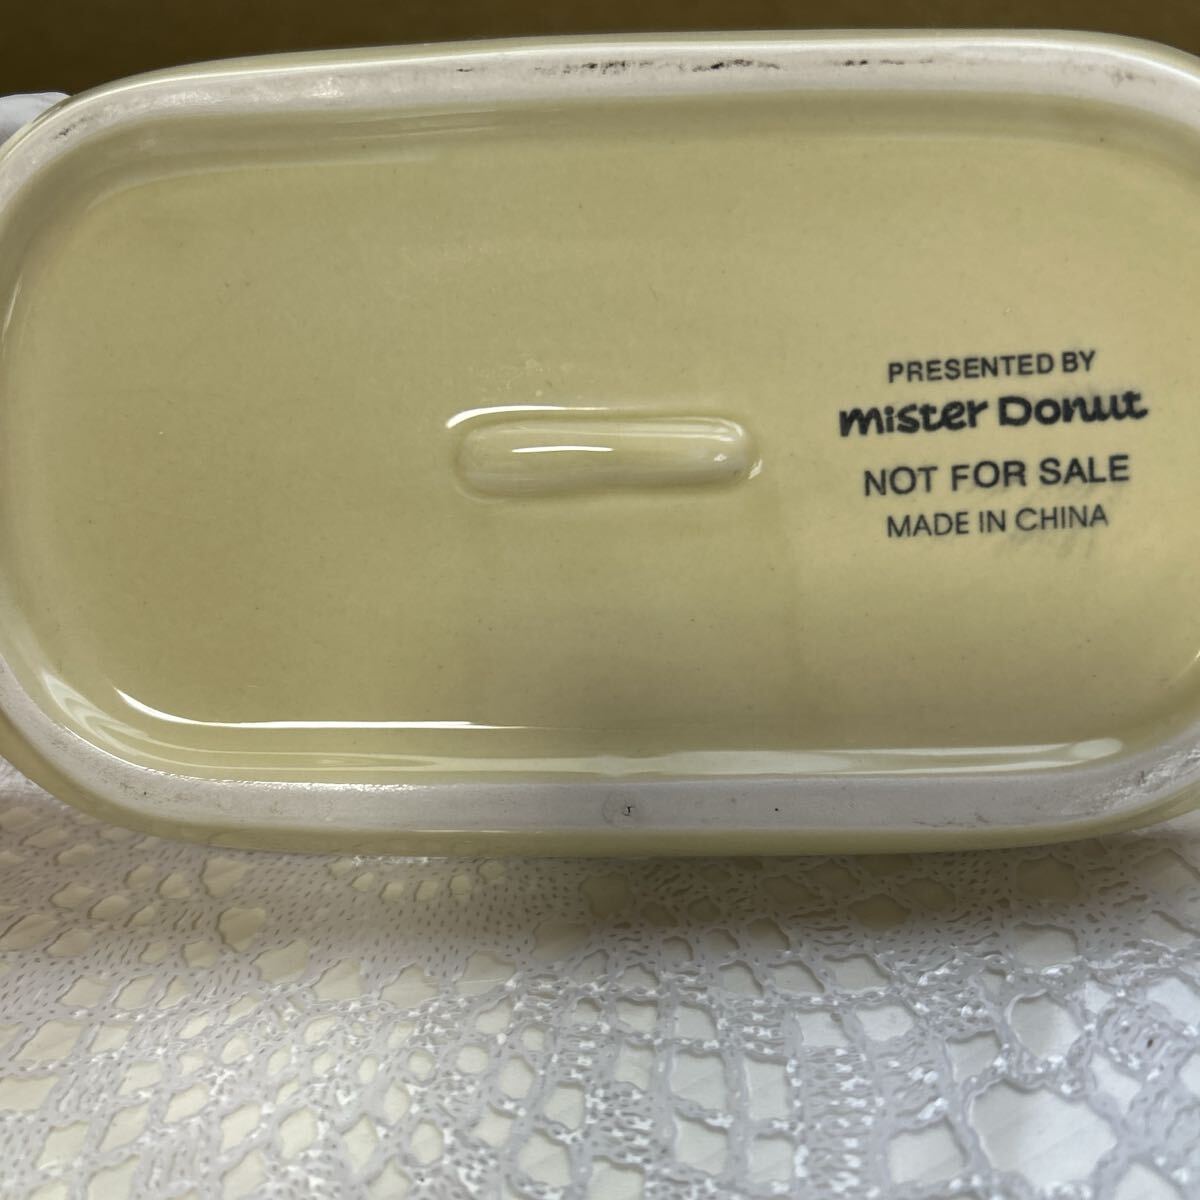 PRESENTED BY
mister Donut
NOT FOR SALE
MADE IN CHINA